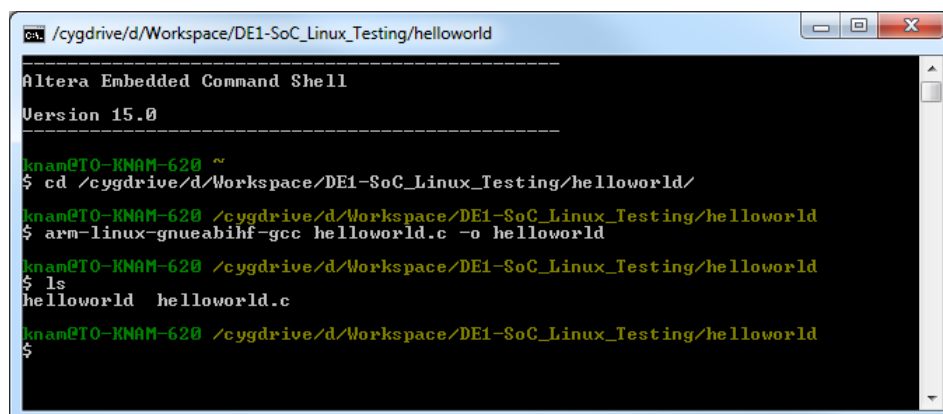 /cygdrive/d/Workspace/DE1-SoC_Linux_Testing/helloworld
------------------------------------------------
Altera Embedded Command Shell
Version 15.0
------------------------------------------------
knam@TO-KNAM-620 ~
$ cd /cygdrive/d/Workspace/DE1-SoC_Linux_Testing/helloworld/
knam@TO-KNAM-620 /cygdrive/d/Workspace/DE1-SoC_Linux_Testing/helloworld
$ arm-linux-gnueabihf-gcc helloworld.c -o helloworld
knam@TO-KNAM-620 /cygdrive/d/Workspace/DE1-SoC_Linux_Testing/helloworld
$ ls
helloworld  helloworld.c
knam@TO-KNAM-620 /cygdrive/d/Workspace/DE1-SoC_Linux_Testing/helloworld
$